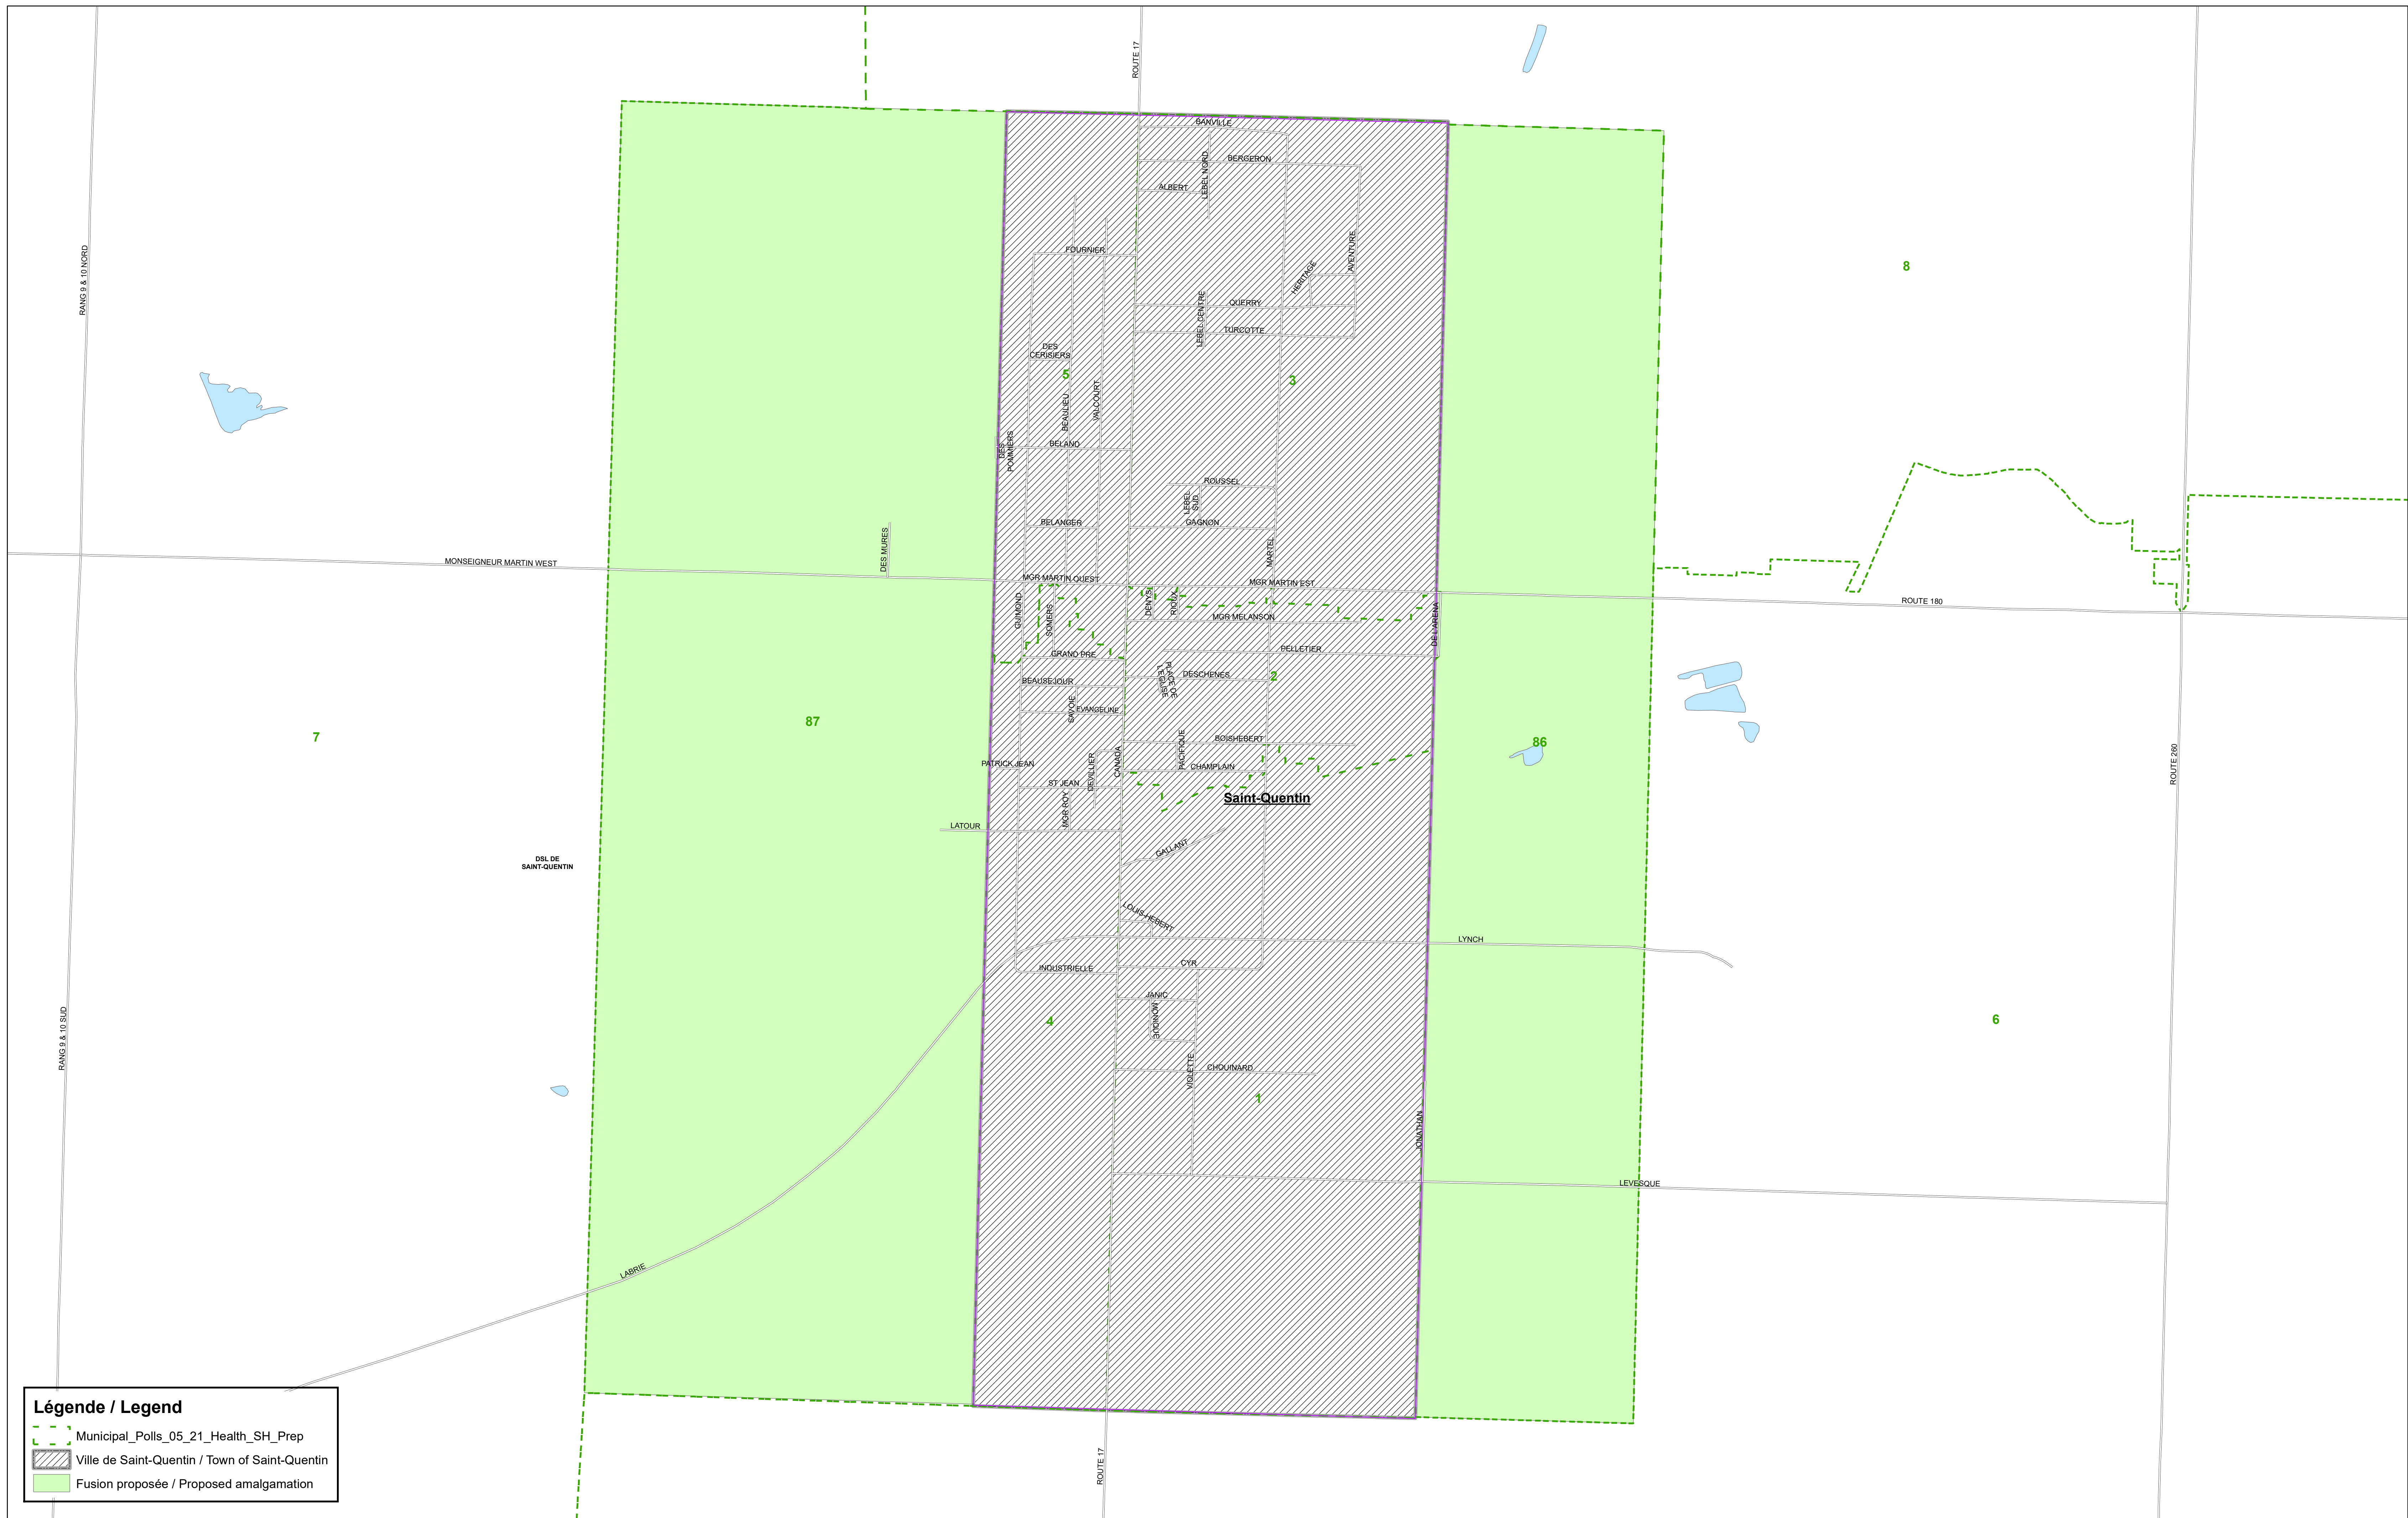 ROUTE 17
BANVILLE
BERGERON
LEBEL NORD
ALBERT
RANG 9 & 10 NORD
FOURNIER
AVENTURE
HERITAGE
8
QUERRY
LEBEL CENTRE
TURCOTTE
DES
CERISIERS
5
3
VALCOURT
BEAULIEU
BELAND
DES
POMMIERS
ROUSSEL
LEBEL
SUD
BELANGER
GAGNON
DES MURES
MARTEL
MONSEIGNEUR MARTIN WEST
MGR MARTIN OUEST
MGR MARTIN EST
ROUTE 180
GUIMOND
SOMERS
DENYS
RIOUX
MGR MELANSON
DE L'ARENA
GRAND PRE
PELLETIER
BEAUSEJOUR
PLACE DE
L'EGLISE
DESCHENES
2
SAVOIE
EVANGELINE
87
7
BOISHEBERT
PACIFIQUE
86
ROUTE 260
PATRICK JEAN
DEVILLIER
CANADA
CHAMPLAIN
ST JEAN
MGR ROY
Saint-Quentin
LATOUR
GALLANT
DSL DE
SAINT-QUENTIN
LOUIS-HEBERT
LYNCH
INDUSTRIELLE
CYR
JANIC
MONIQUE
4
6
RANG 9 & 10 SUD
VIOLETTE
CHOUINARD
1
JONATHAN
LEVESQUE
LABRIE
ROUTE 17
Légende / Legend
Municipal_Polls_05_21_Health_SH_Prep
Ville de Saint-Quentin / Town of Saint-Quentin
Fusion proposée / Proposed amalgamation